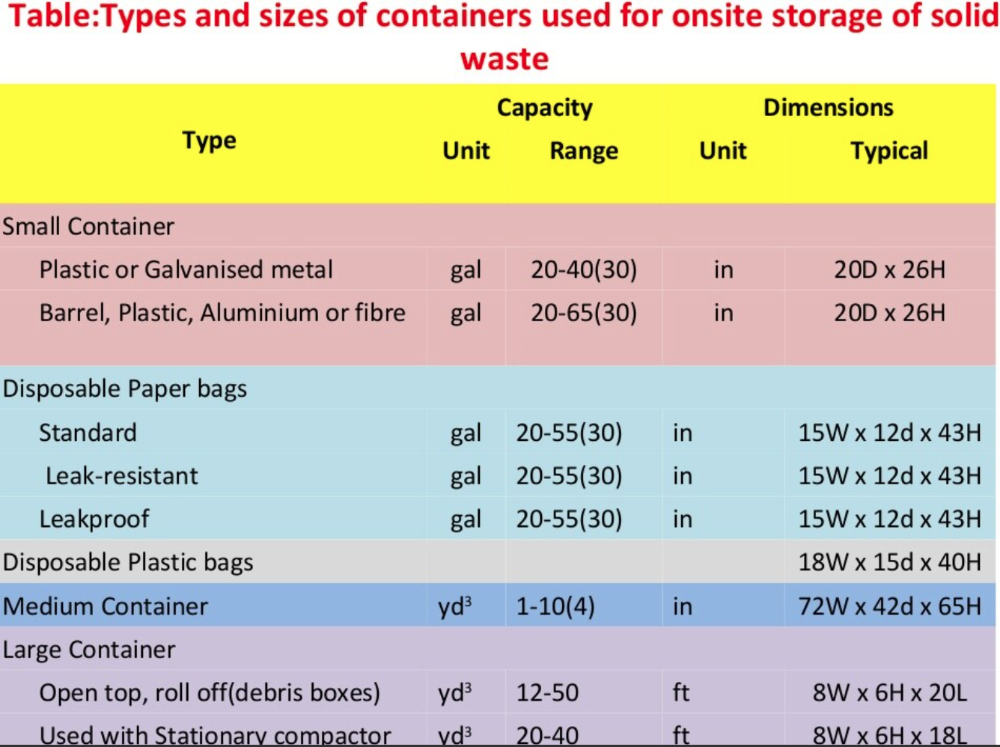 Table:Types and sizes of containers used for onsite storage of solid
waste
Type Capacity Dimensions
Unit Range Unit Typical
Small Container
Plastic or Galvanised metal gal 20-40(30) in 20D x 26H
Barrel, Plastic, Aluminium or fibre gal 20-65(30) in 20D x 26H
Disposable Paper bags
Standard gal 20-55(30) in 15W x 12d x 43H
Leak-resistant gal 20-55(30) in 15W x 12d x 43H
Leakproof gal 20-55(30) in 15W x 12d x 43H
Disposable Plastic bags 18W x 15d x 40H
Medium Container yd³ 1-10(4) in 72W x 42d x 65H
Large Container
Open top, roll off(debris boxes) yd³ 12-50 ft 8W x 6H x 20L
Used with Stationary compactor yd³ 20-40 ft 8W x 6H x 18L